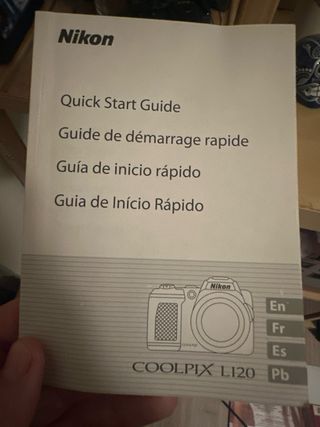 Nikon
Quick Start Guide
Guide de démarrage rapide
Guía de inicio rápido
Guia de Início Rápido
Nikon
En
Fr
Es
Pb
COOLPIX L120